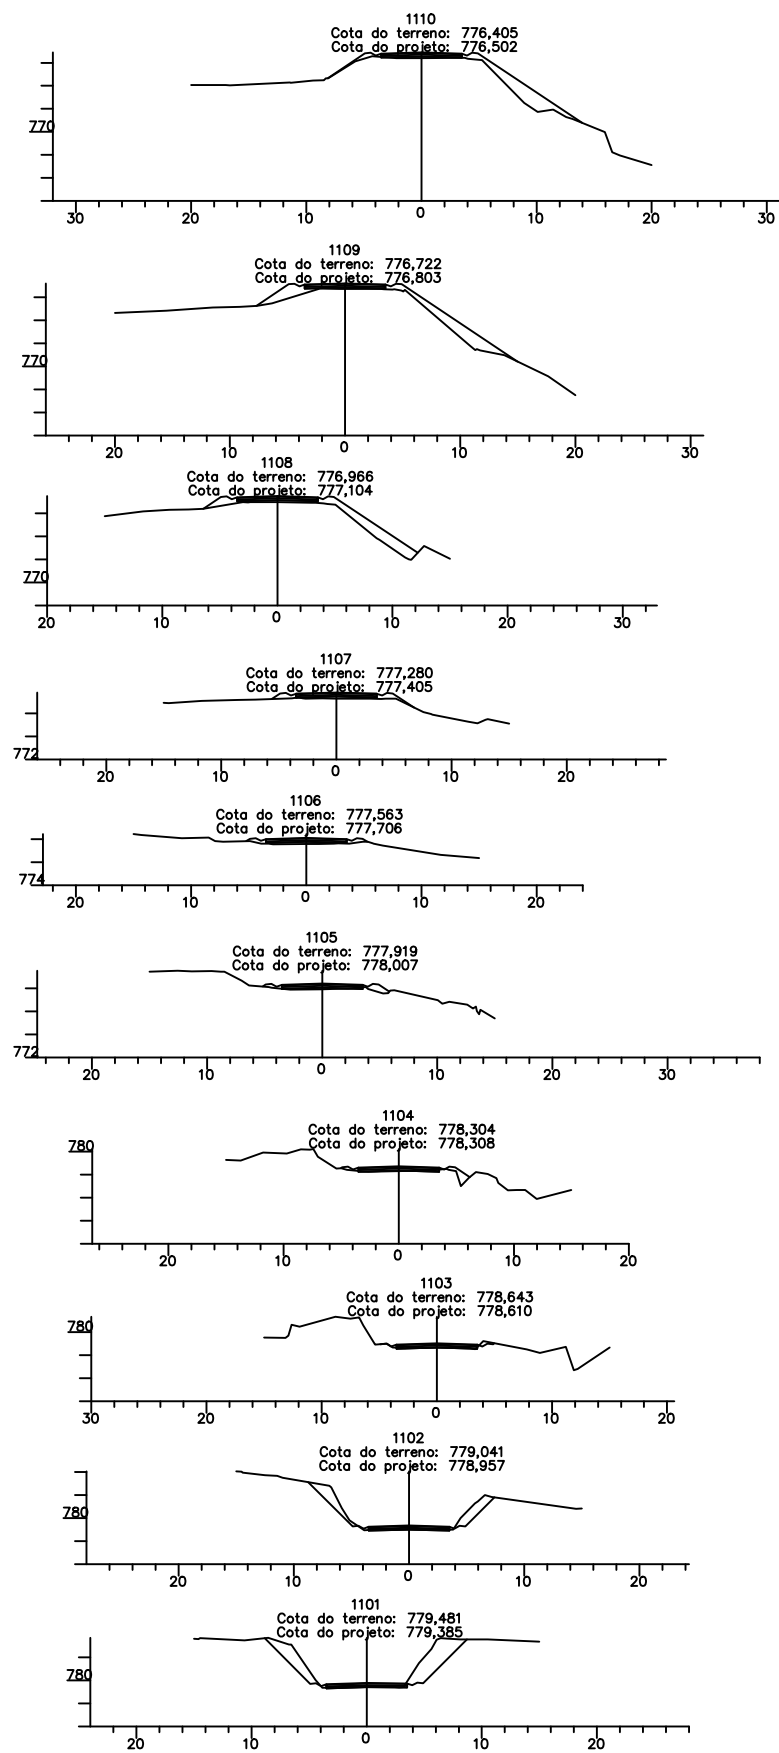 1110
Cota do terreno: 776,405
Cota do projeto: 776,502
770
30 20 10 0 10 20 30
1109
Cota do terreno: 776,722
Cota do projeto: 776,803
770
20 10 0 10 20 30
1108
Cota do terreno: 776,966
Cota do projeto: 777,104
770
20 10 0 10 20 30
1107
Cota do terreno: 777,280
Cota do projeto: 777,405
772
20 10 0 10 20
1106
Cota do terreno: 777,563
Cota do projeto: 777,706
774
20 10 0 10 20
1105
Cota do terreno: 777,919
Cota do projeto: 778,007
772
20 10 0 10 20 30
1104
Cota do terreno: 778,304
Cota do projeto: 778,308
780
20 10 0 10 20
1103
Cota do terreno: 778,643
Cota do projeto: 778,610
780
30 20 10 0 10 20
1102
Cota do terreno: 779,041
Cota do projeto: 778,957
780
20 10 0 10 20
1101
Cota do terreno: 779,481
Cota do projeto: 779,385
780
20 10 0 10 20